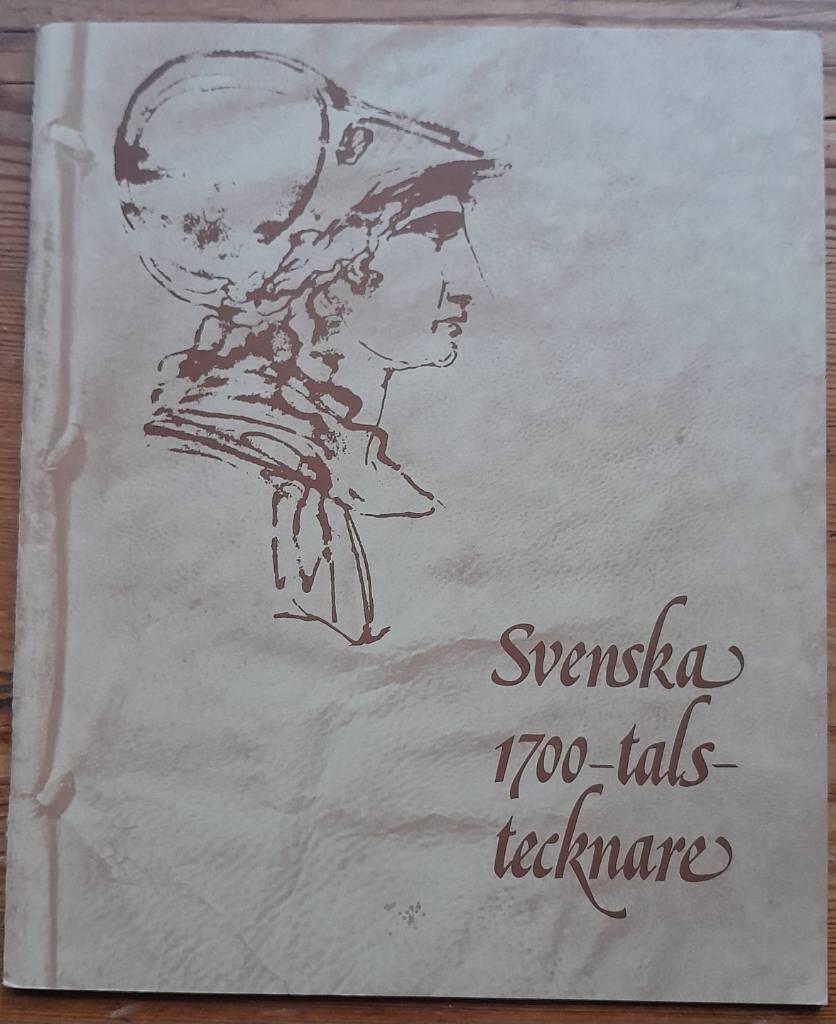 Svenska
1700-tals-
tecknare